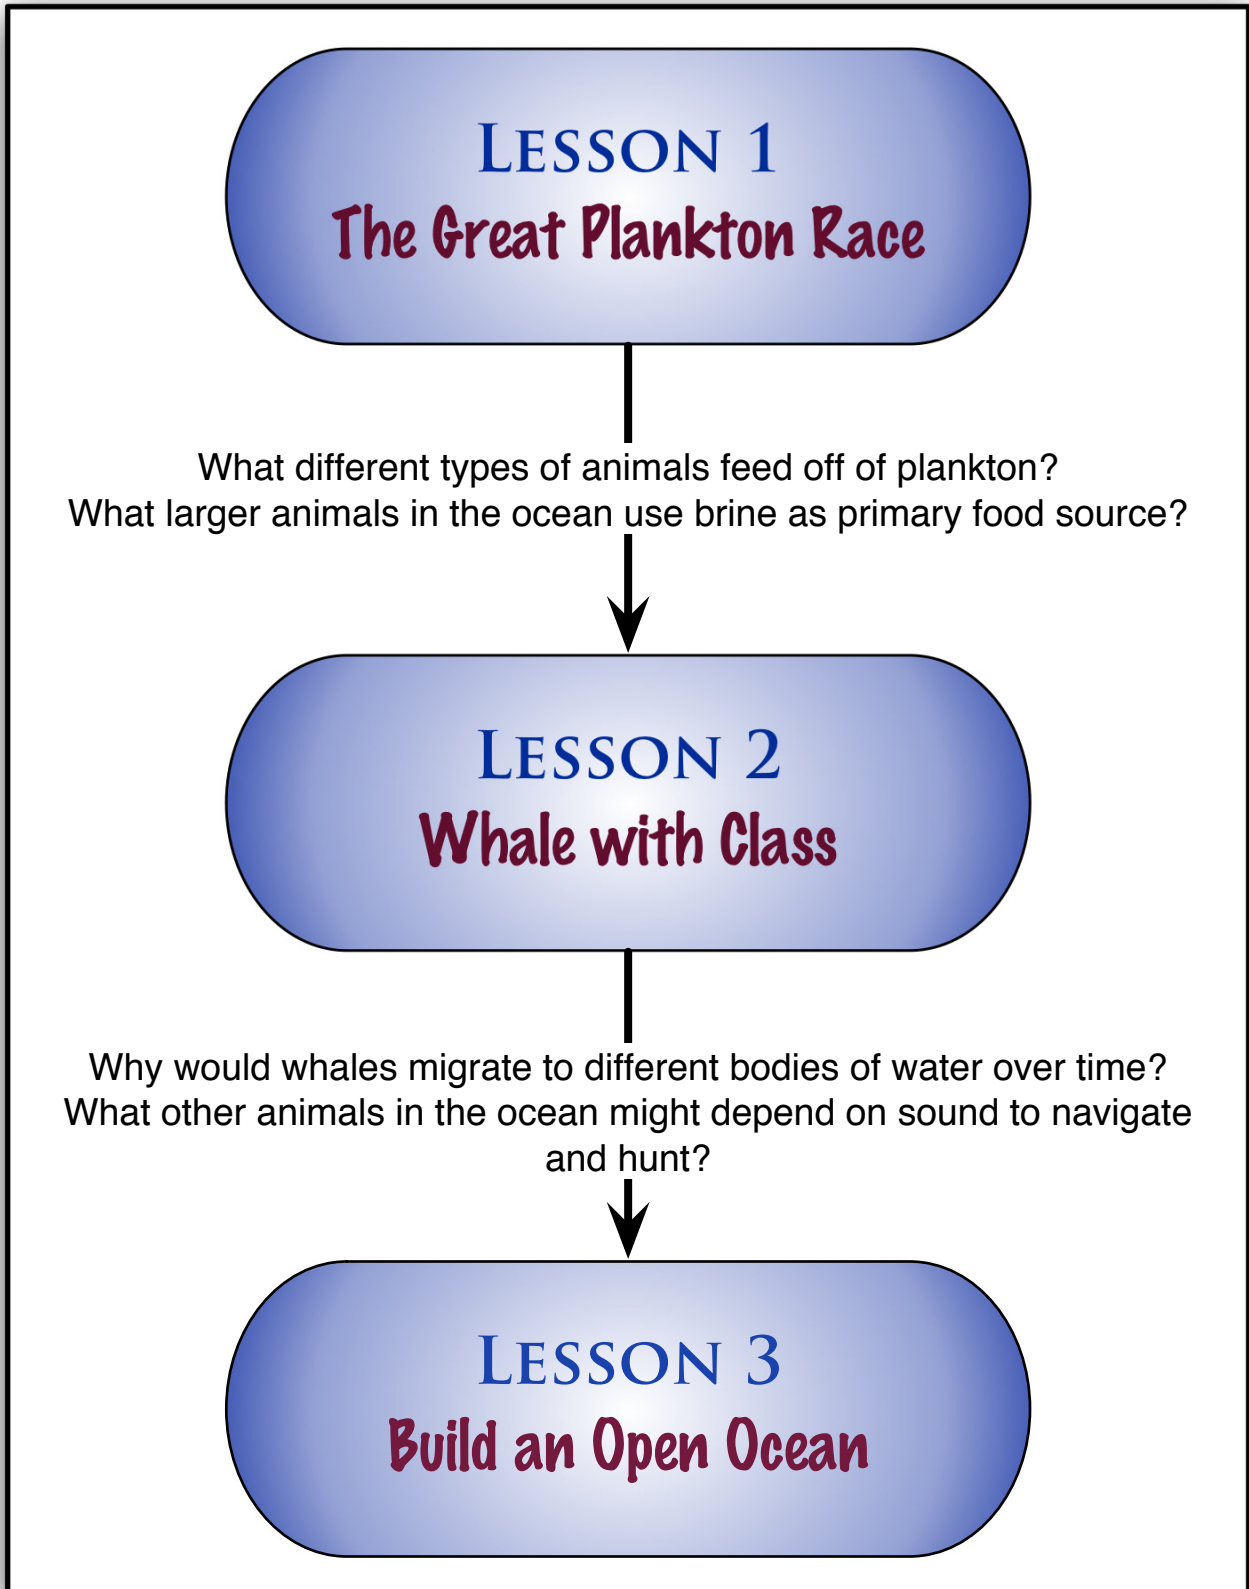 LESSON 1
The Great Plankton Race
What different types of animals feed off of plankton?
What larger animals in the ocean use brine as primary food source?
LESSON 2
Whale with Class
Why would whales migrate to different bodies of water over time?
What other animals in the ocean might depend on sound to navigate
and hunt?
LESSON 3
Build an Open Ocean